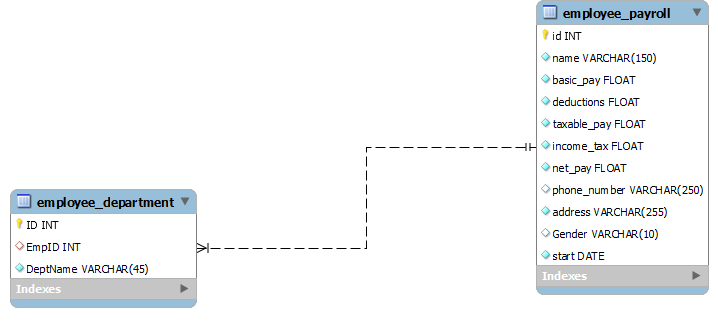 employee_payroll
id INT
name VARCHAR(150)
basic_pay FLOAT
deductions FLOAT
taxable_pay FLOAT
income_tax FLOAT
net_pay FLOAT
phone_number VARCHAR(250)
address VARCHAR(255)
Gender VARCHAR(10)
start DATE
Indexes
employee_department
ID INT
EmpID INT
DeptName VARCHAR(45)
Indexes